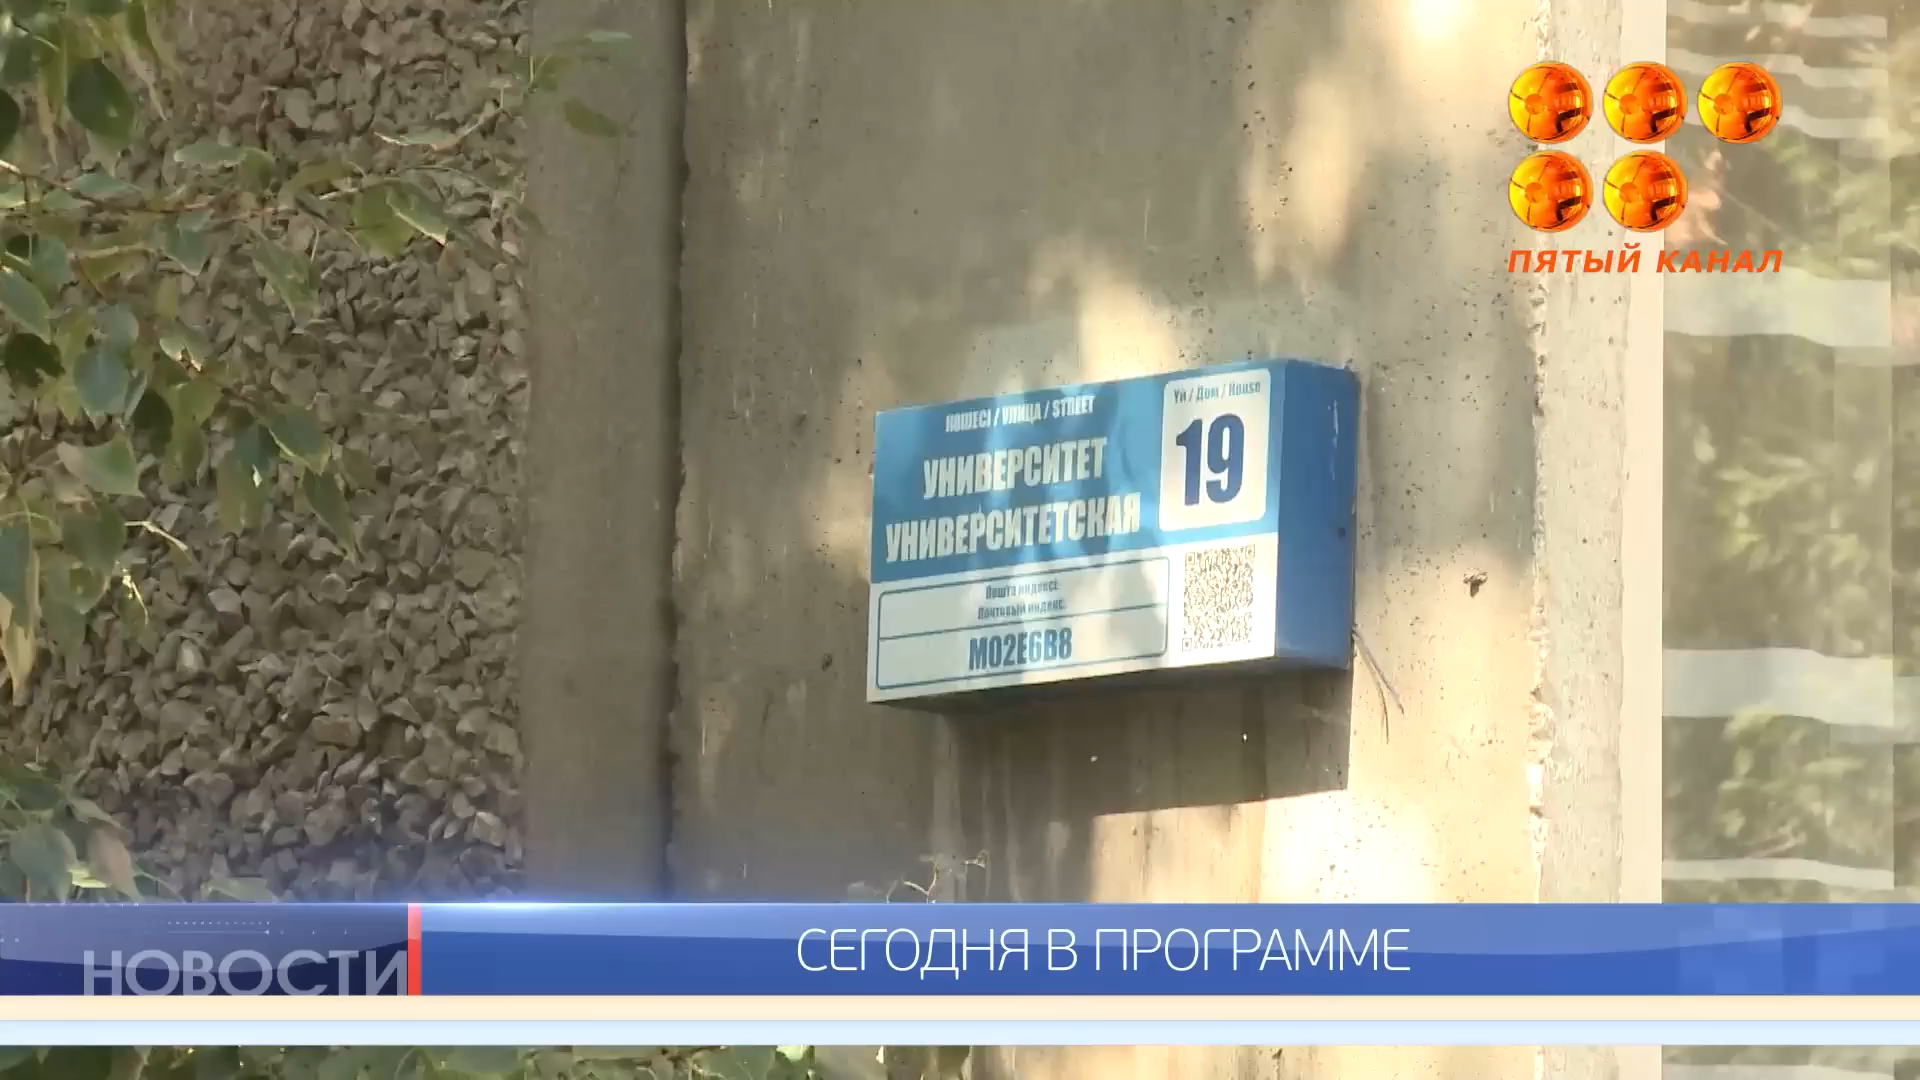 ПЯТЫЙ КАНАЛ
КӨШЕСІ / УЛИЦА / STREET
УНИВЕРСИТЕТ
УНИВЕРСИТЕТСКАЯ
Үй / Дом / House
19
Пошта индексі:
Почтовый индекс:
M02E6B8
НОВОСТИ
СЕГОДНЯ В ПРОГРАММЕ